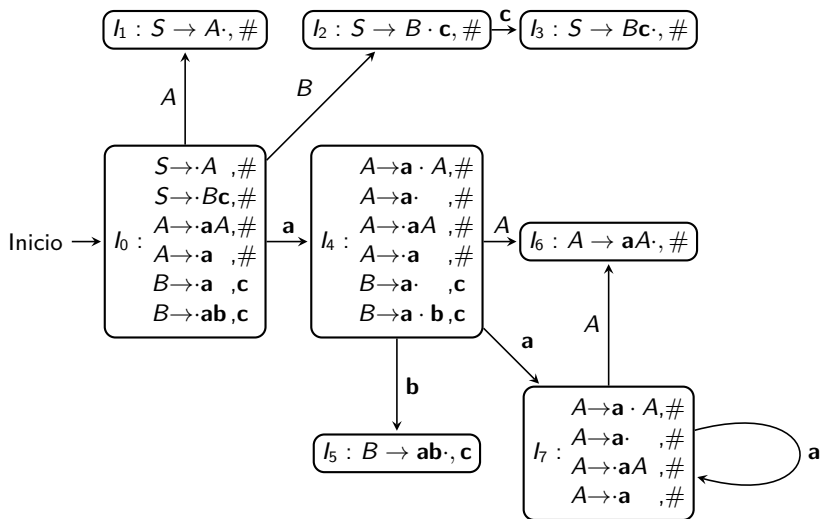 I₁ : S → A·, #
I₂ : S → B · c, #
c
I₃ : S → Bc·, #
A
B
Inicio
I₀ :
S→·A ,#
S→·Bc,#
A→·aA,#
A→·a ,#
B→·a ,c
B→·ab,c
a
I₄ :
A→a · A,#
A→a· ,#
A→·aA ,#
A→·a ,#
B→a· ,c
B→a · b,c
A
I₆ : A → aA·, #
a
A
b
I₅ : B → ab·, c
I₇ :
A→a · A,#
A→a· ,#
A→·aA ,#
A→·a ,#
a